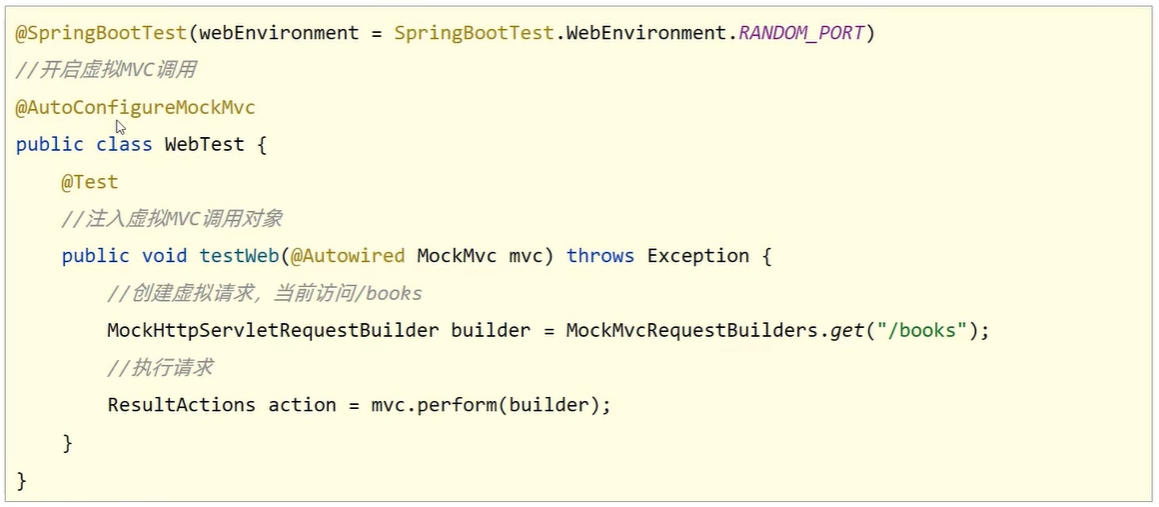 @SpringBootTest(webEnvironment = SpringBootTest.WebEnvironment.RANDOM_PORT)
//开启虚拟MVC调用
@AutoConfigureMockMvc
public class WebTest {
    @Test
    //注入虚拟MVC调用对象
    public void testWeb(@Autowired MockMvc mvc) throws Exception {
        //创建虚拟请求，当前访问/books
        MockHttpServletRequestBuilder builder = MockMvcRequestBuilders.get("/books");
        //执行请求
        ResultActions action = mvc.perform(builder);
    }
}